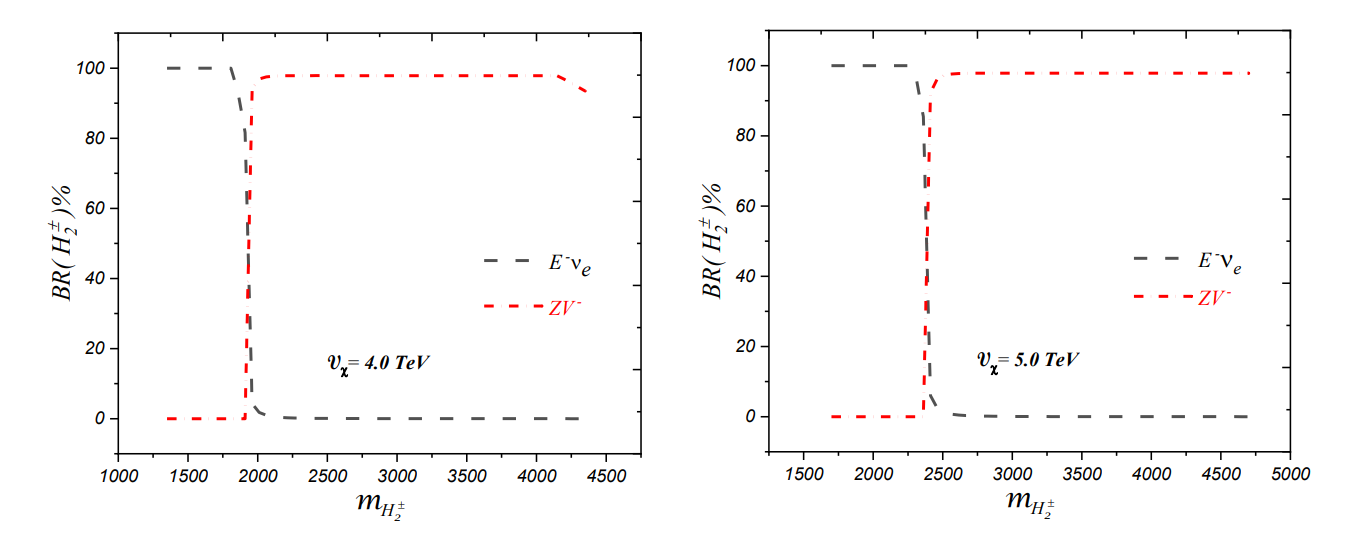 100
80
60
40
20
0
BR( H₂± )%
E⁻νₑ
ZV⁻
𝒱χ= 4.0 TeV
1000 1500 2000 2500 3000 3500 4000 4500
m_H₂±
100
80
60
40
20
0
BR( H₂± )%
E⁻νₑ
ZV⁻
𝒱χ= 5.0 TeV
1500 2000 2500 3000 3500 4000 4500 5000
m_H₂±